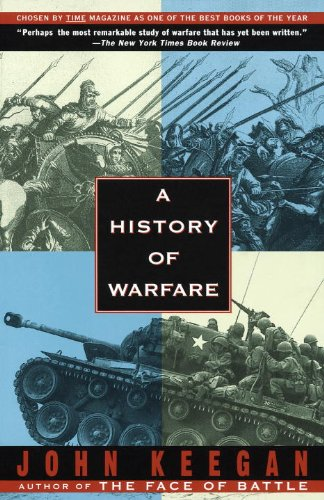 CHOSEN BY TIME MAGAZINE AS ONE OF THE BEST BOOKS OF THE YEAR
"Perhaps the most remarkable study of warfare that has yet been written."
—The New York Times Book Review
A
HISTORY
OF
WARFARE
JOHN KEEGAN
AUTHOR OF THE FACE OF BATTLE